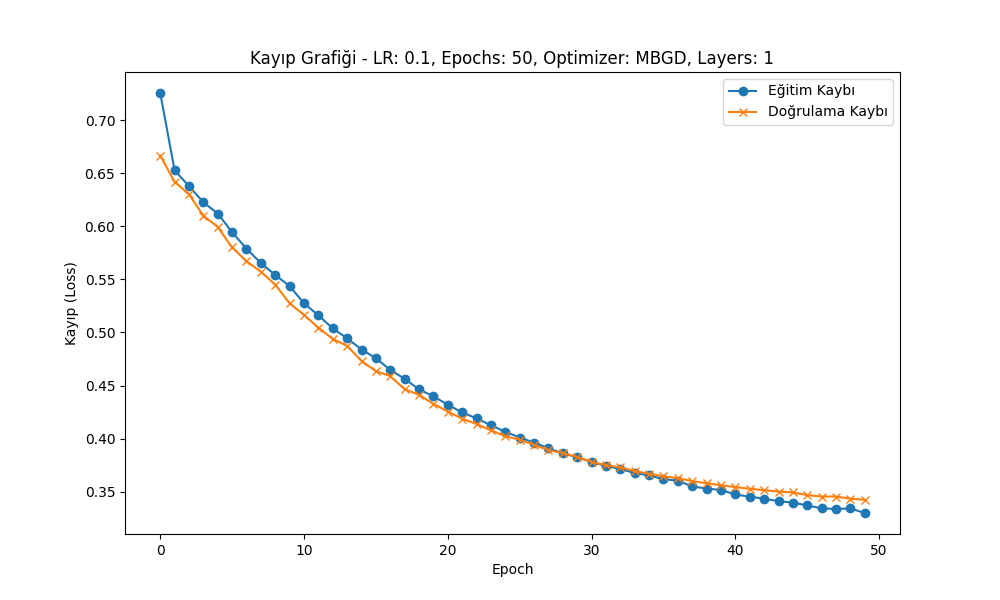 Kayıp Grafiği - LR: 0.1, Epochs: 50, Optimizer: MBGD, Layers: 1
Eğitim Kaybı
Doğrulama Kaybı
Kayıp (Loss)
0.70
0.65
0.60
0.55
0.50
0.45
0.40
0.35
0 10 20 30 40 50
Epoch